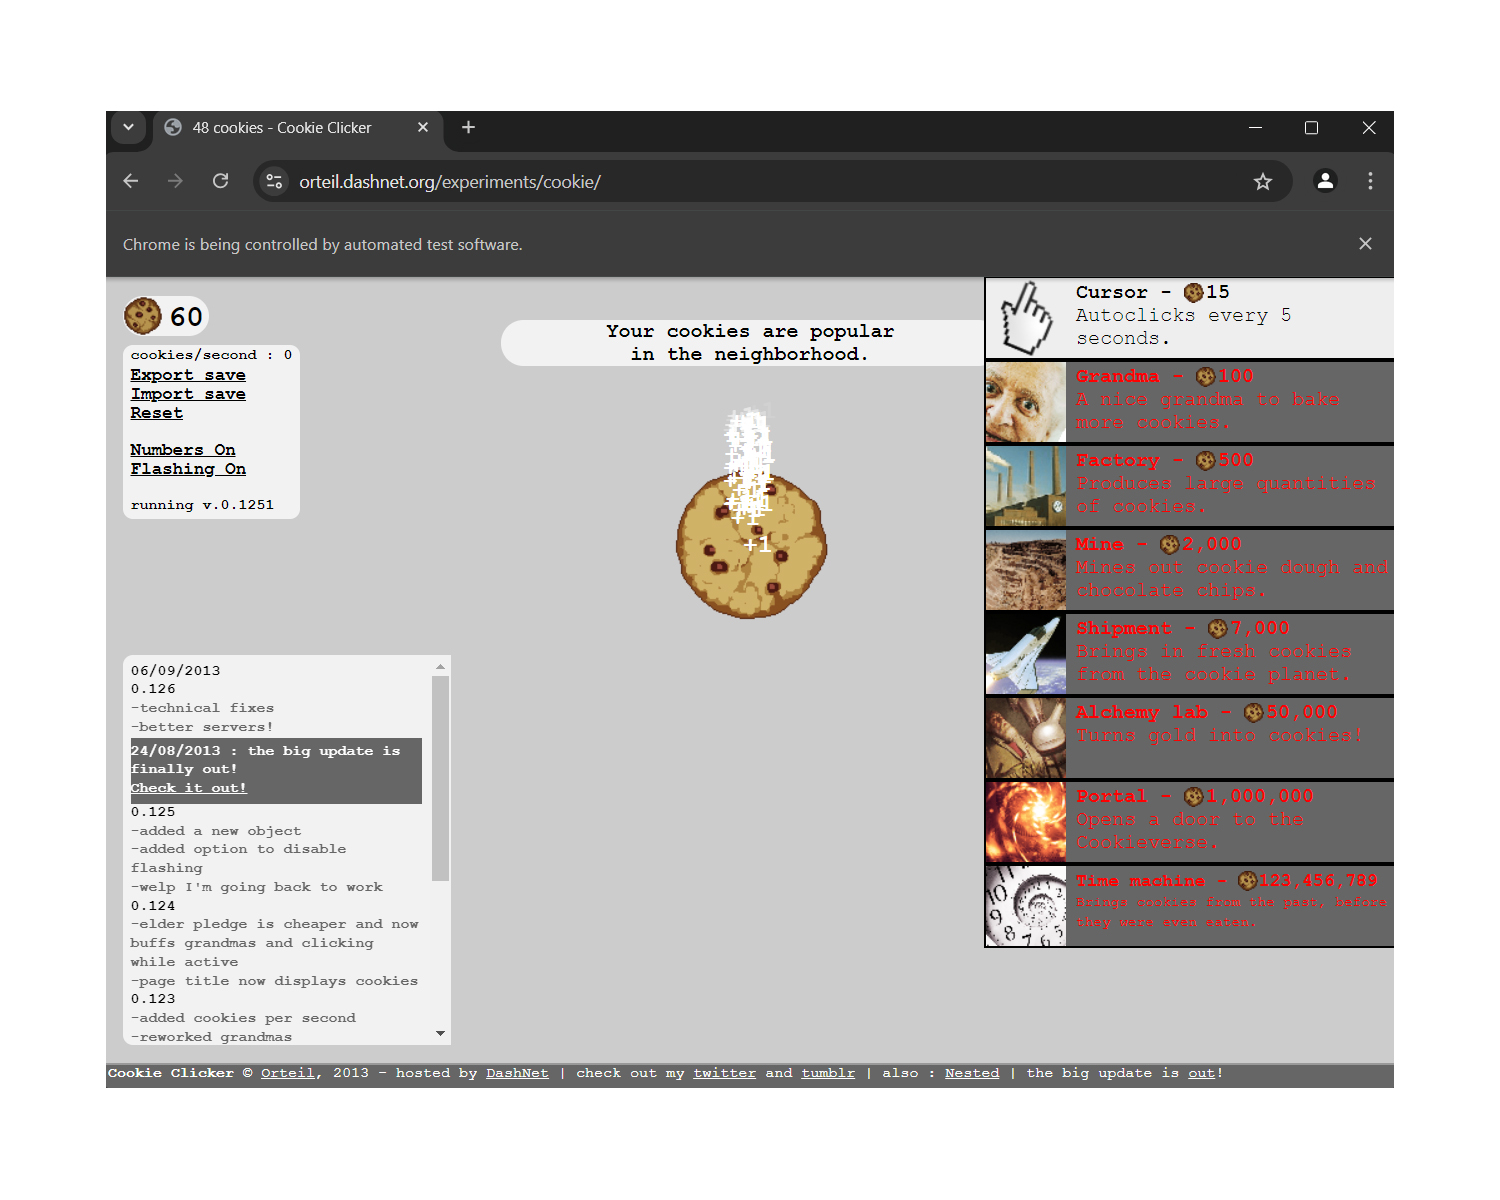 48 cookies - Cookie Clicker
orteil.dashnet.org/experiments/cookie/
Chrome is being controlled by automated test software.
60
cookies/second : 0
Export save
Import save
Reset
Numbers On
Flashing On
running v.0.1251
Your cookies are popular
in the neighborhood.
+1
Cursor - 15
Autoclicks every 5
seconds.
Grandma - 100
A nice grandma to bake
more cookies.
Factory - 500
Produces large quantities
of cookies.
Mine - 2,000
Mines out cookie dough and
chocolate chips.
Shipment - 7,000
Brings in fresh cookies
from the cookie planet.
Alchemy lab - 50,000
Turns gold into cookies!
Portal - 1,000,000
Opens a door to the
Cookieverse.
Time machine - 123,456,789
Brings cookies from the past, before
they were even eaten.
06/09/2013
0.126
-technical fixes
-better servers!
24/08/2013 : the big update is
finally out!
Check it out!
0.125
-added a new object
-added option to disable
flashing
-welp I'm going back to work
0.124
-elder pledge is cheaper and now
buffs grandmas and clicking
while active
-page title now displays cookies
0.123
-added cookies per second
-reworked grandmas
Cookie Clicker © Orteil, 2013 - hosted by DashNet | check out my twitter and tumblr | also : Nested | the big update is out!